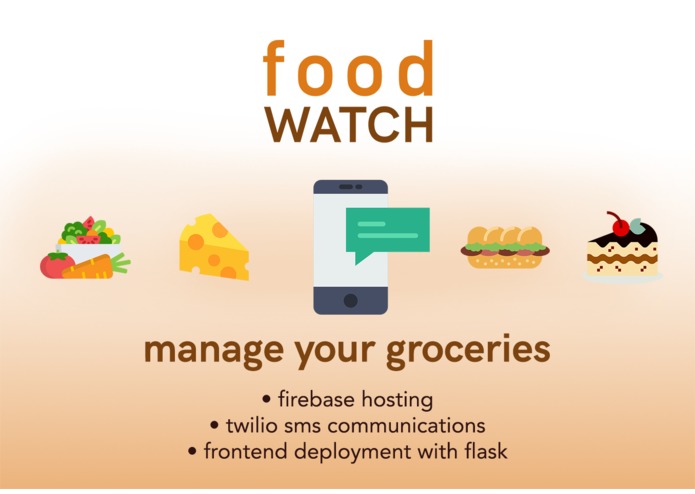 food
WATCH
manage your groceries
• firebase hosting
• twilio sms communications
• frontend deployment with flask